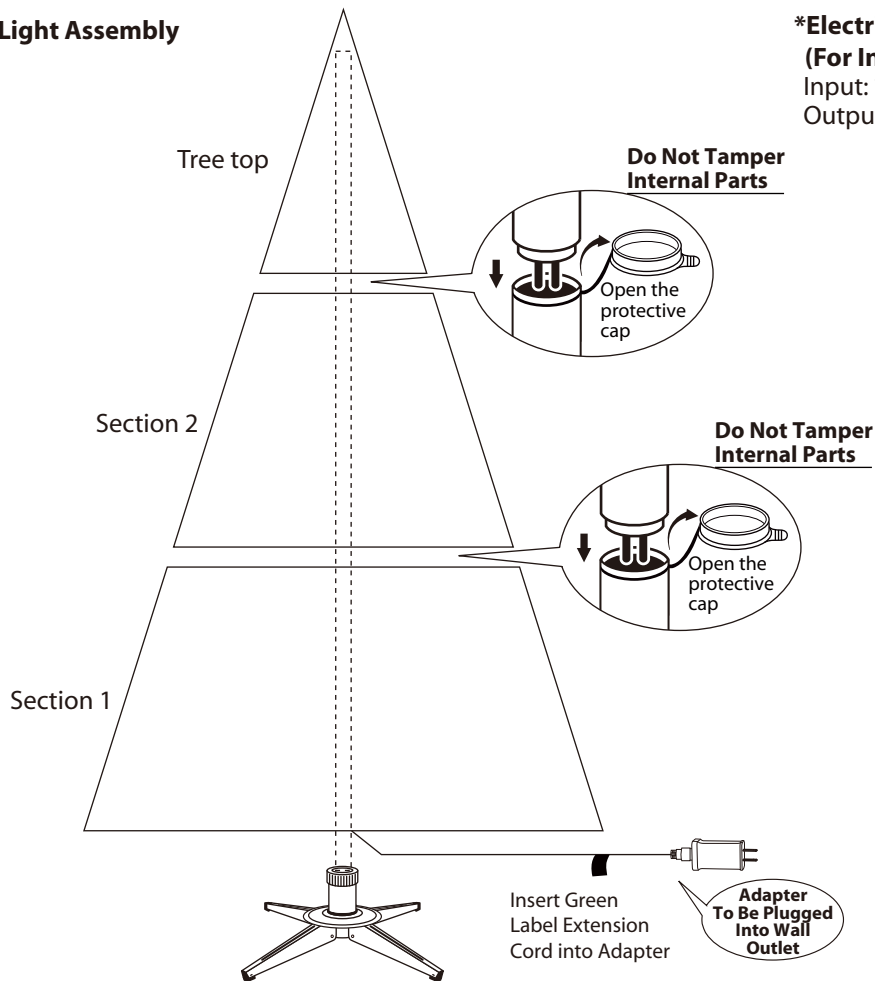 Light Assembly
*Electr
(For In
Input:
Outpu
Tree top
Do Not Tamper
Internal Parts
Open the
protective
cap
Section 2
Do Not Tamper
Internal Parts
Open the
protective
cap
Section 1
Insert Green
Label Extension
Cord into Adapter
Adapter
To Be Plugged
Into Wall
Outlet